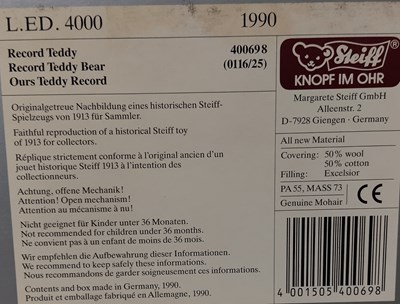 L.ED. 4000 1990
Record Teddy 400698
Record Teddy Bear (0116/25)
Ours Teddy Record
Originalgetreue Nachbildung eines historischen Steiff-
Spielzeugs von 1913 für Sammler.
Faithful reproduction of a historical Steiff toy
of 1913 for collectors.
Réplique strictement conforme à l'original ancien d'un
jouet historique Steiff 1913 à l'intention des
collectionneurs.
Achtung, offene Mechanik!
Attention! Open mechanism!
Attention au mécanisme à nu!
Nicht geeignet für Kinder unter 36 Monaten.
Not recommended for children under 36 months.
Ne convient pas à un enfant de moins de 36 mois.
Wir empfehlen die Aufbewahrung dieser Informationen.
We recommend to keep safely these informations.
Nous recommandons de garder soigneusement ces informations.
Contents and box made in Germany, 1990.
Produit et emballage fabriqué en Allemagne, 1990.
Steiff®
KNOPF IM OHR
Margarete Steiff GmbH
Alleenstr. 2
D-7928 Giengen · Germany
All new Material
Covering: 50% wool
50% cotton
Filling: Excelsior
PA 55, MASS 73
Genuine Mohair
CE
4 001505 400698